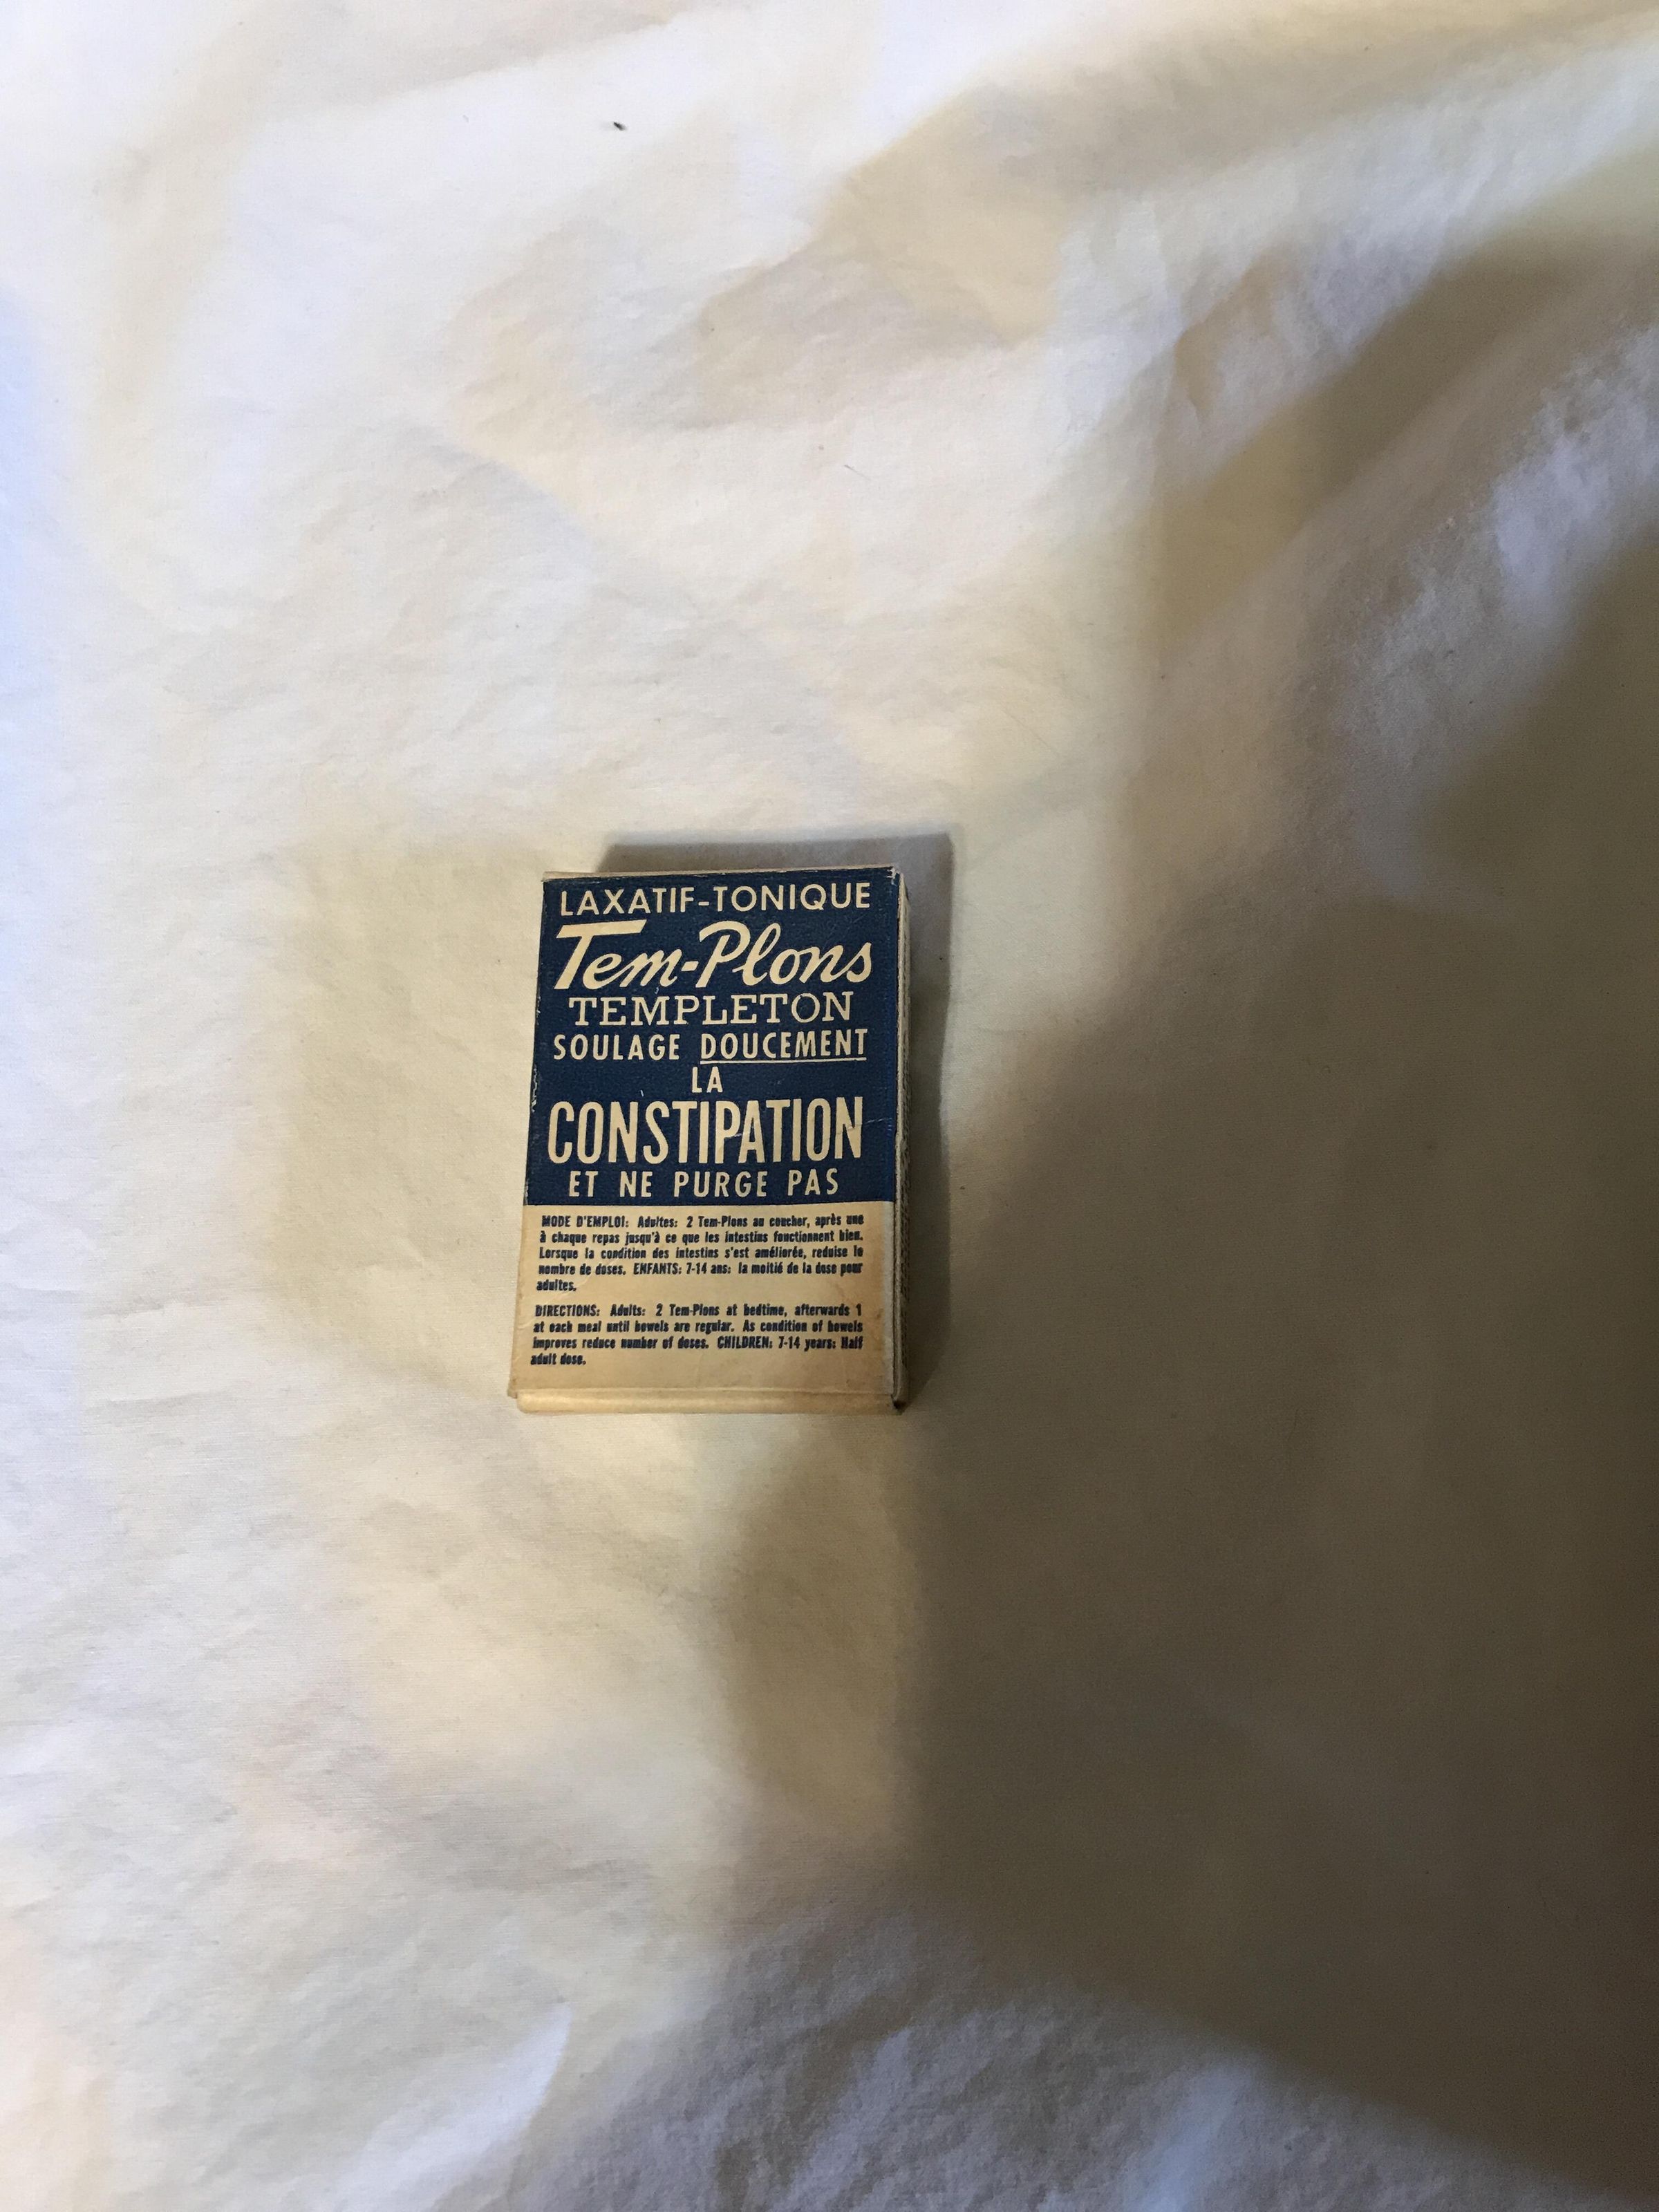 LAXATIF-TONIQUE
Tem-Plons
TEMPLETON
SOULAGE DOUCEMENT
LA
CONSTIPATION
ET NE PURGE PAS
MODE D'EMPLOI: Adultes: 2 Tem-Plons au coucher, après une
à chaque repas jusqu'à ce que les intestins fonctionnent bien.
Lorsque la condition des intestins s'est améliorée, reduise le
nombre de doses. ENFANTS: 7-14 ans: la moitié de la dose pour
adultes.
DIRECTIONS: Adults: 2 Tem-Plons at bedtime, afterwards 1
at each meal until bowels are regular. As condition of bowels
improves reduce number of doses. CHILDREN: 7-14 years: Half
adult dose.